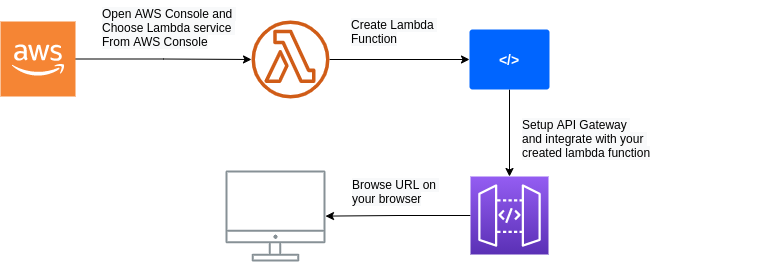 aws
Open AWS Console and
Choose Lambda service
From AWS Console
Create Lambda
Function
</>
Setup API Gateway
and integrate with your
created lambda function
</>
Browse URL on
your browser